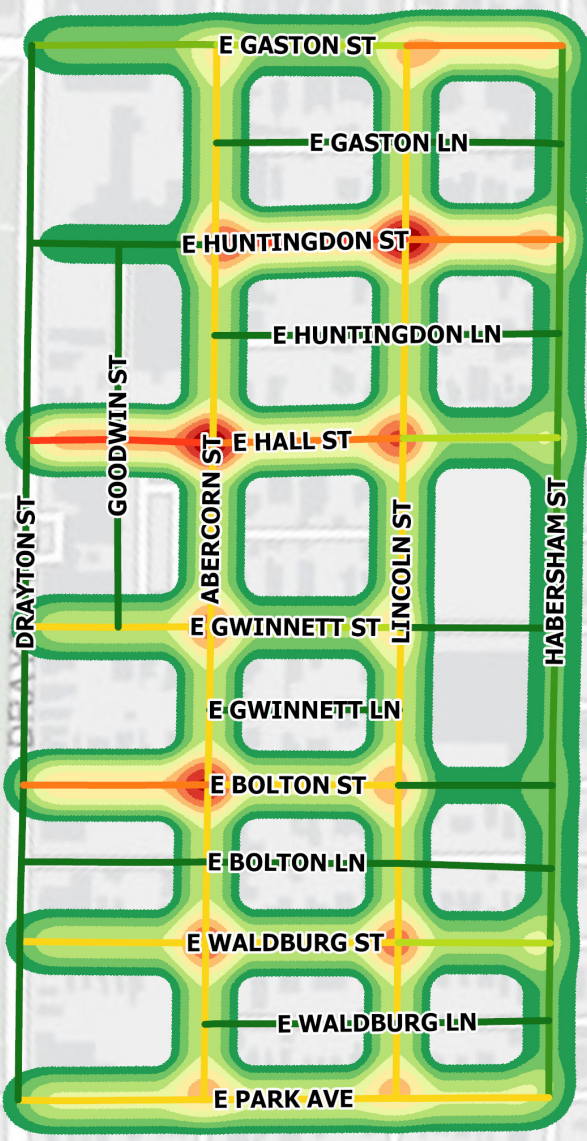 E GASTON ST
E GASTON LN
E HUNTINGDON ST
E HUNTINGDON LN
GOODWIN ST
E HALL ST
ABERCORN ST
DRAYTON ST
LINCOLN ST
HABERSHAM ST
E GWINNETT ST
E GWINNETT LN
E BOLTON ST
E BOLTON LN
E WALDBURG ST
E WALDBURG LN
E PARK AVE